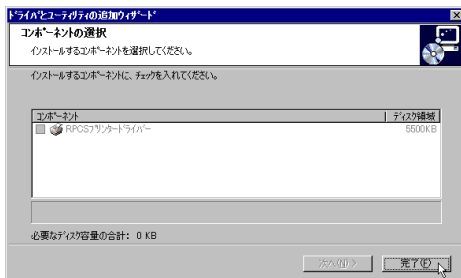 ドライバとユーティリティの追加ウィザード
コンポーネントの選択
インストールするコンポーネントを選択してください。
インストールするコンポーネントに、チェックを入れてください。
コンポーネント ディスク領域
RPCSプリンタードライバー 5500KB
必要なディスク容量の合計: 0 KB
次へ(N) > 完了(F)